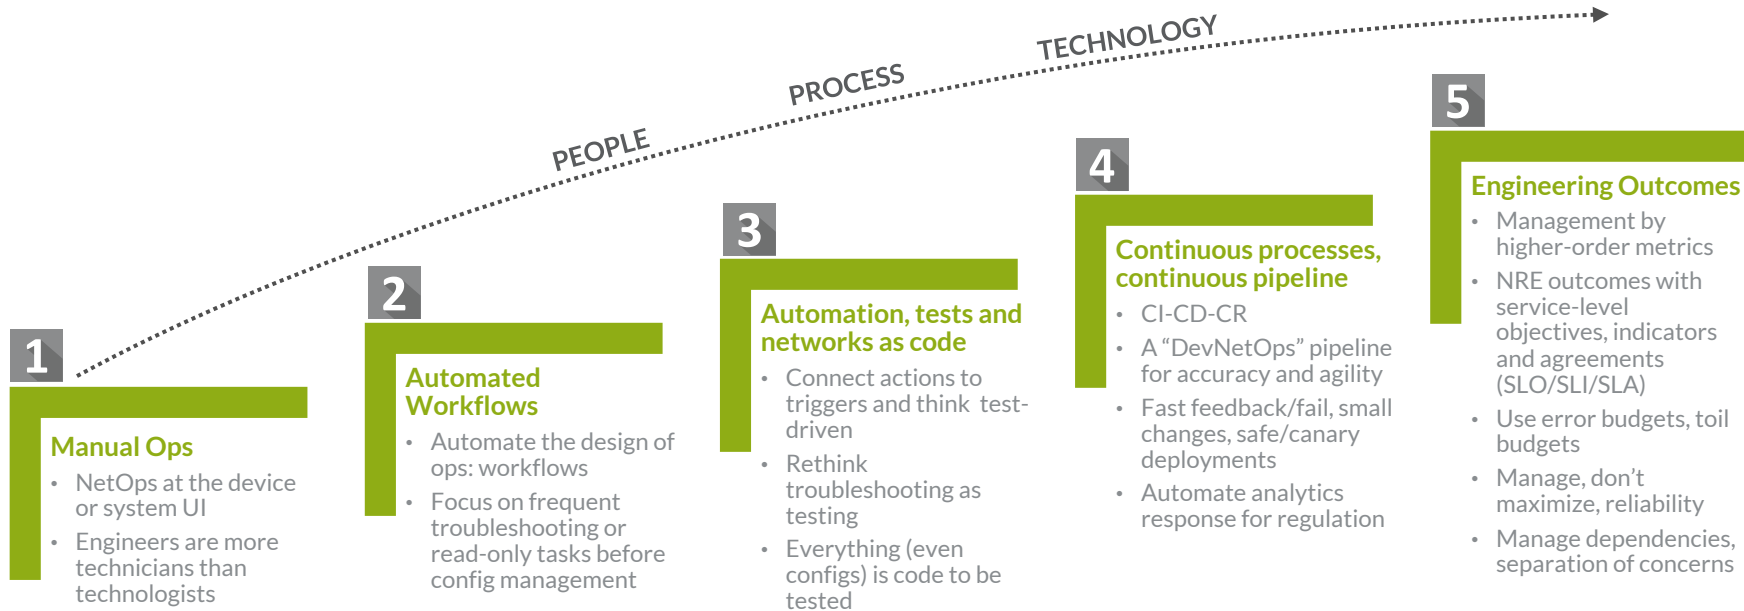 PEOPLE
PROCESS
TECHNOLOGY
1
Manual Ops
• NetOps at the device
or system UI
• Engineers are more
technicians than
technologists
2
Automated
Workflows
• Automate the design of
ops: workflows
• Focus on frequent
troubleshooting or
read-only tasks before
config management
3
Automation, tests and
networks as code
• Connect actions to
triggers and think test-
driven
• Rethink
troubleshooting as
testing
• Everything (even
configs) is code to be
tested
4
Continuous processes,
continuous pipeline
• CI-CD-CR
• A “DevNetOps” pipeline
for accuracy and agility
• Fast feedback/fail, small
changes, safe/canary
deployments
• Automate analytics
response for regulation
5
Engineering Outcomes
• Management by
higher-order metrics
• NRE outcomes with
service-level
objectives, indicators
and agreements
(SLO/SLI/SLA)
• Use error budgets, toil
budgets
• Manage, don’t
maximize, reliability
• Manage dependencies,
separation of concerns